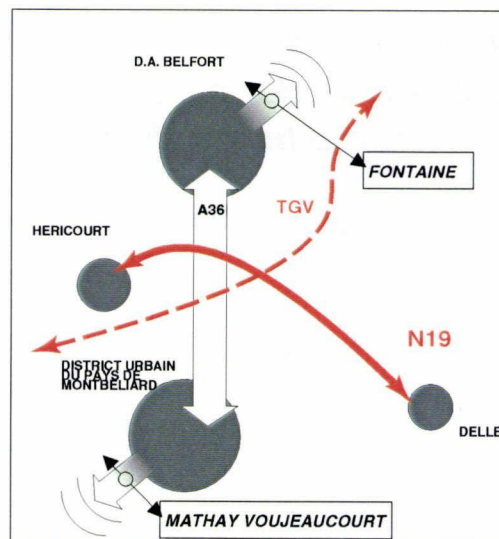 D.A. BELFORT
FONTAINE
A36
TGV
HERICOURT
N19
DISTRICT URBAIN
DU PAYS DE
MONTBELIARD
DELLE
MATHAY VOUJEAUCOURT